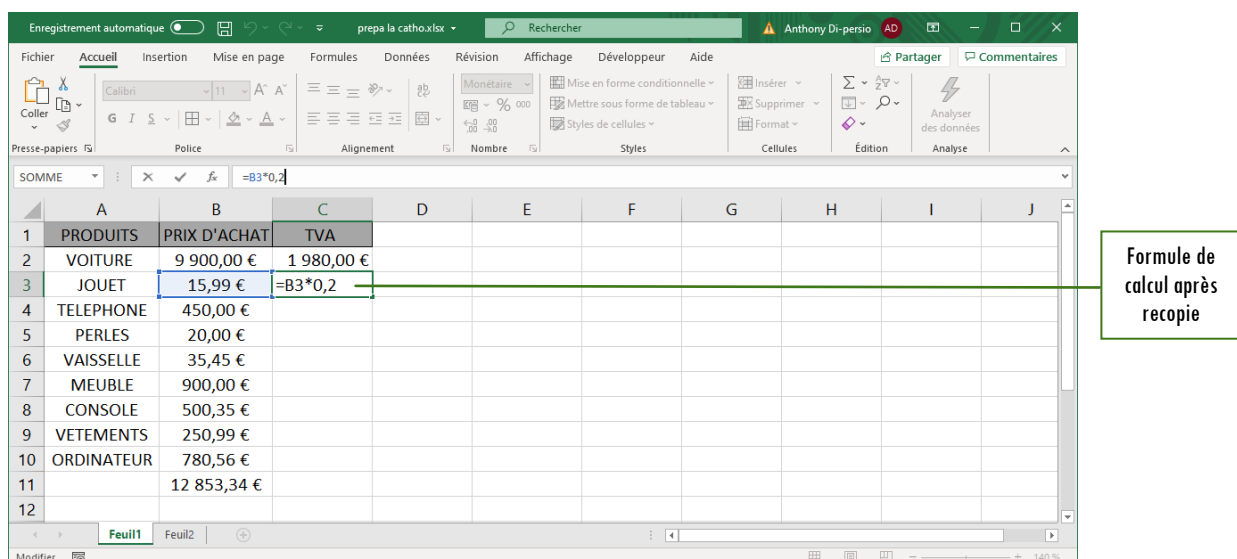 Enregistrement automatique prepa la catho.xlsx Rechercher Anthony Di-persio AD
Fichier Accueil Insertion Mise en page Formules Données Révision Affichage Développeur Aide Partager Commentaires
Coller Calibri 11 A A Monétaire Mise en forme conditionnelle Insérer Σ
G I S A % 000 Mettre sous forme de tableau Supprimer
Styles de cellules Format Analyser des données
Presse-papiers Police Alignement Nombre Styles Cellules Édition Analyse
SOMME fx =B3*0,2
A B C D E F G H I J
1 PRODUITS PRIX D'ACHAT TVA
2 VOITURE 9 900,00 € 1 980,00 €
3 JOUET 15,99 € =B3*0,2
4 TELEPHONE 450,00 €
5 PERLES 20,00 €
6 VAISSELLE 35,45 €
7 MEUBLE 900,00 €
8 CONSOLE 500,35 €
9 VETEMENTS 250,99 €
10 ORDINATEUR 780,56 €
11 12 853,34 €
12
Feuil1 Feuil2
Modifier 140 %
Formule de
calcul après
recopie